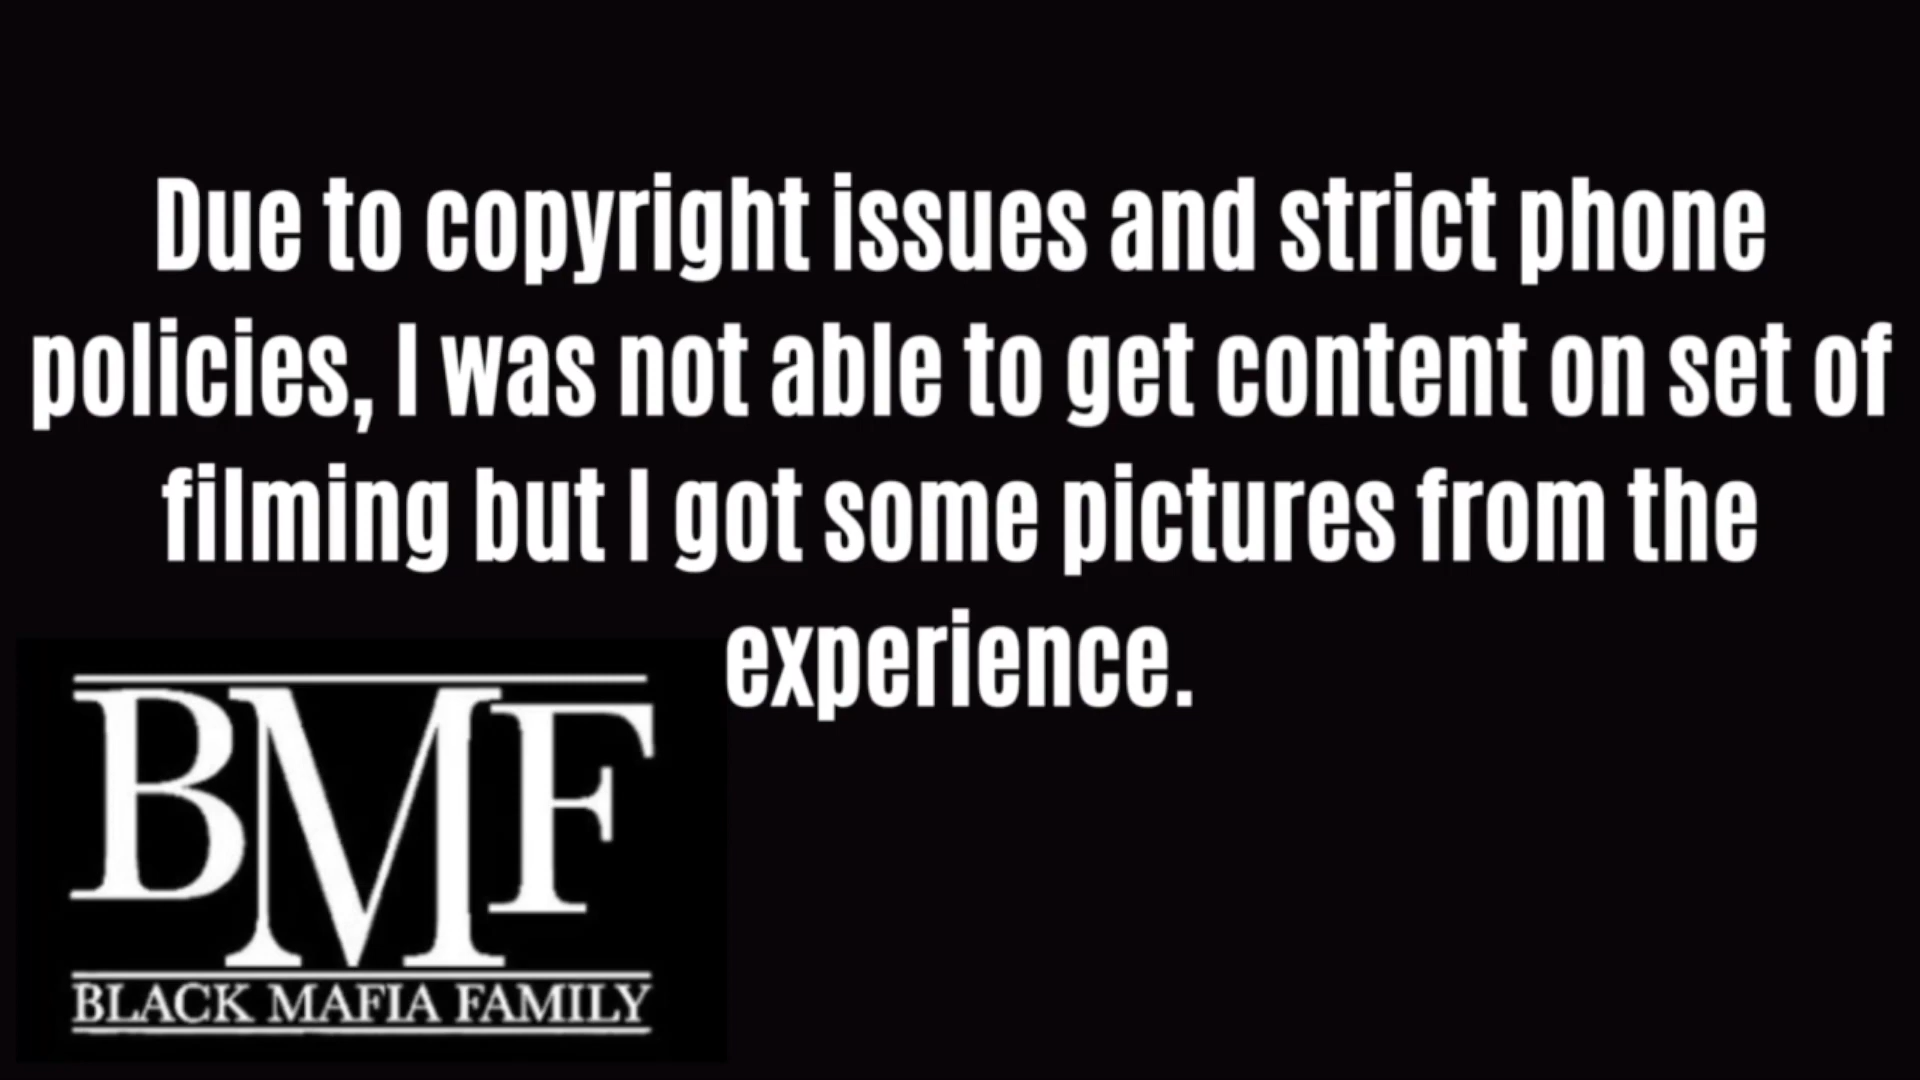 Due to copyright issues and strict phone
policies, I was not able to get content on set of
filming but I got some pictures from the
experience.
BMF
BLACK MAFIA FAMILY